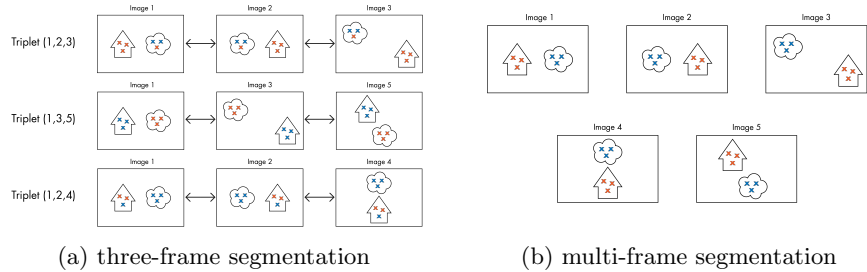 Image 1 Image 2 Image 3
Triplet (1,2,3)
Image 1 Image 3 Image 5
Triplet (1,3,5)
Image 1 Image 2 Image 4
Triplet (1,2,4)
(a) three-frame segmentation
Image 1 Image 2 Image 3
Image 4 Image 5
(b) multi-frame segmentation